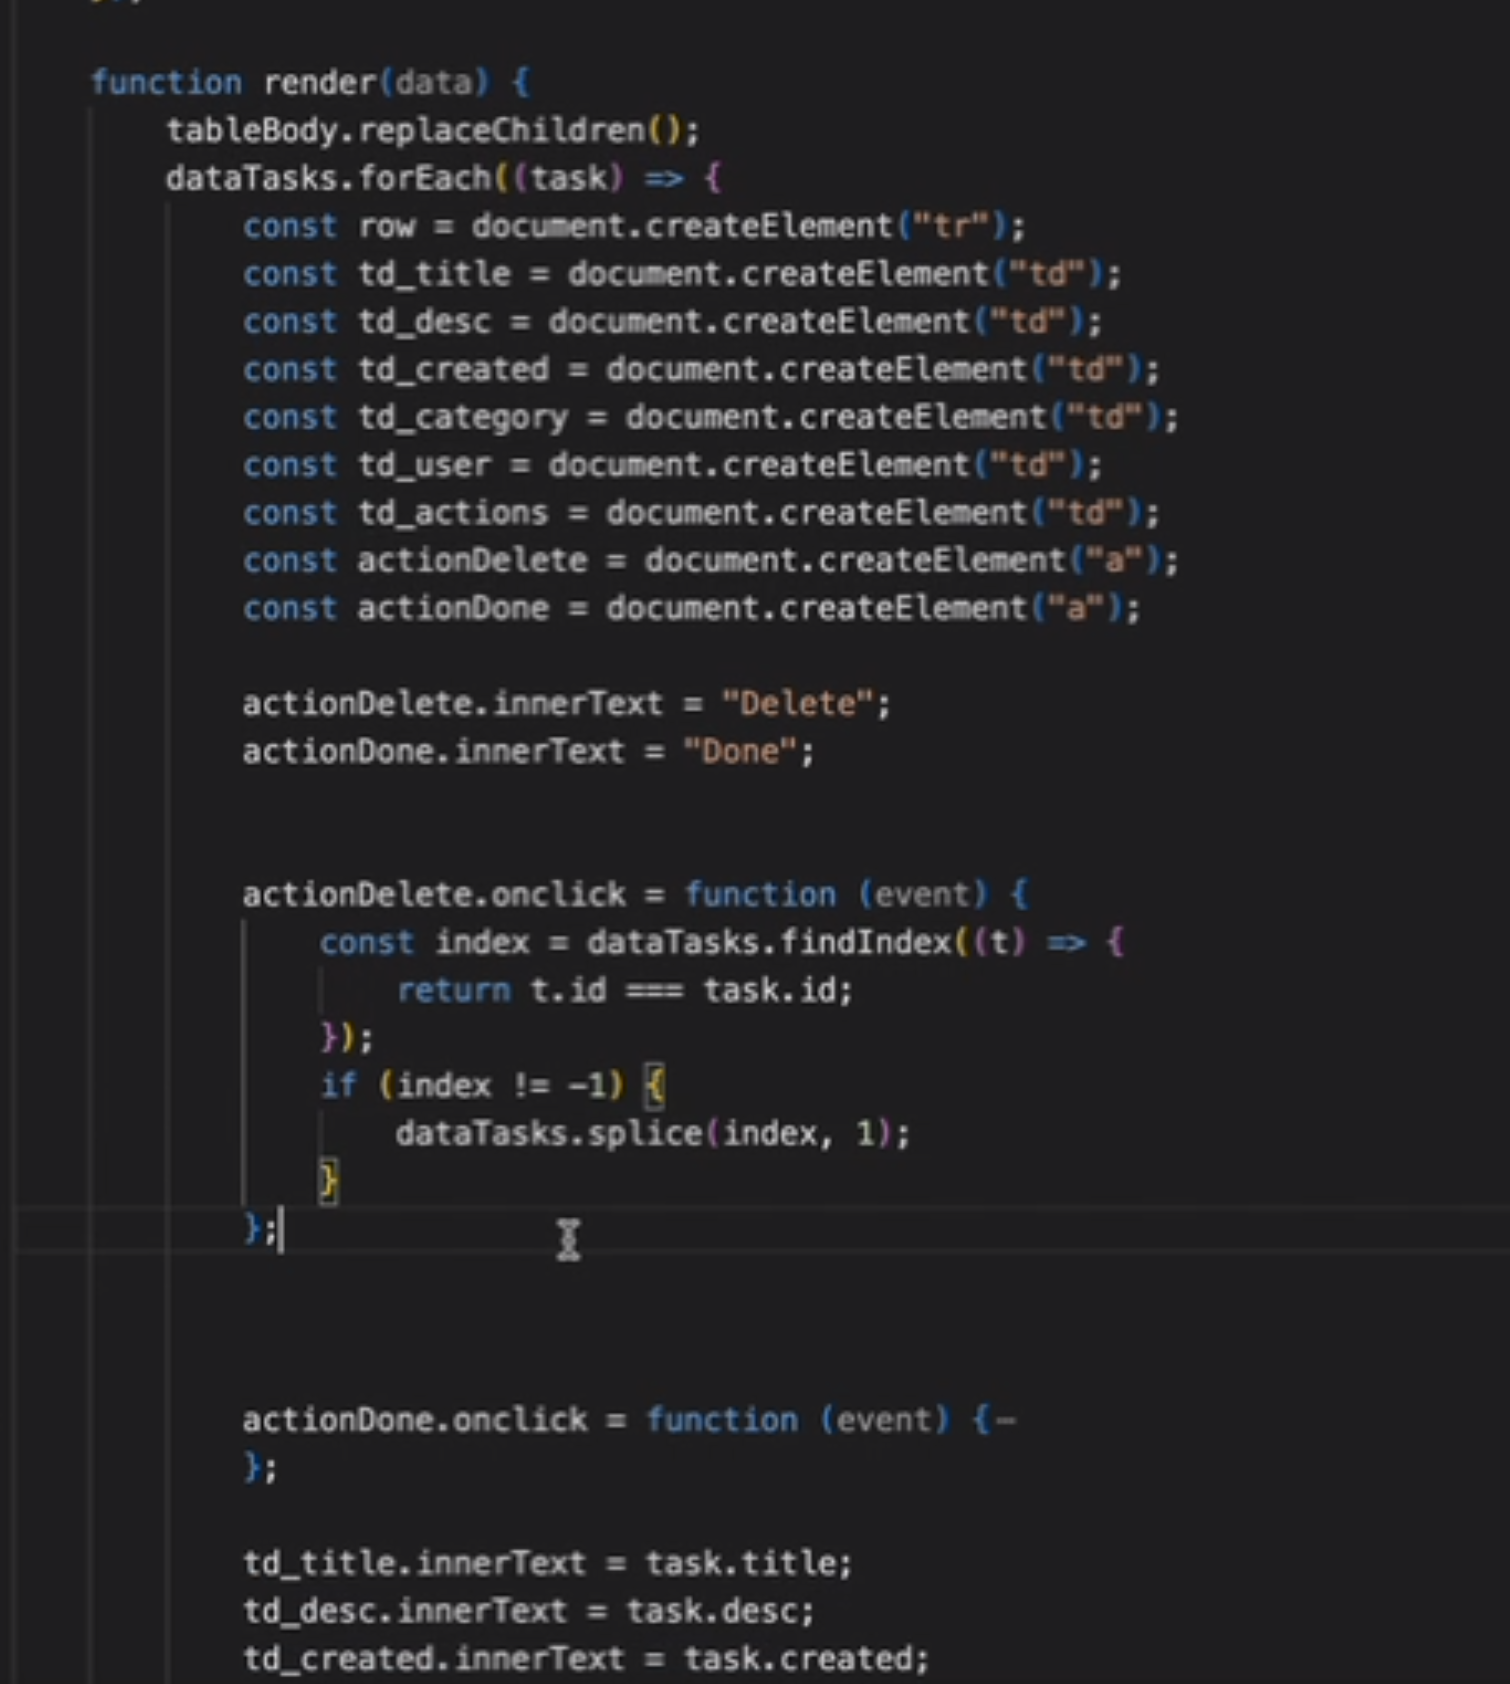 function render(data) {
tableBody.replaceChildren();
dataTasks.forEach((task) => {
const row = document.createElement("tr");
const td_title = document.createElement("td");
const td_desc = document.createElement("td");
const td_created = document.createElement("td");
const td_category = document.createElement("td");
const td_user = document.createElement("td");
const td_actions = document.createElement("td");
const actionDelete = document.createElement("a");
const actionDone = document.createElement("a");
actionDelete.innerText = "Delete";
actionDone.innerText = "Done";
actionDelete.onclick = function (event) {
const index = dataTasks.findIndex((t) => {
return t.id === task.id;
});
if (index != -1) {
dataTasks.splice(index, 1);
}
};
actionDone.onclick = function (event) {
};
td_title.innerText = task.title;
td_desc.innerText = task.desc;
td_created.innerText = task.created;